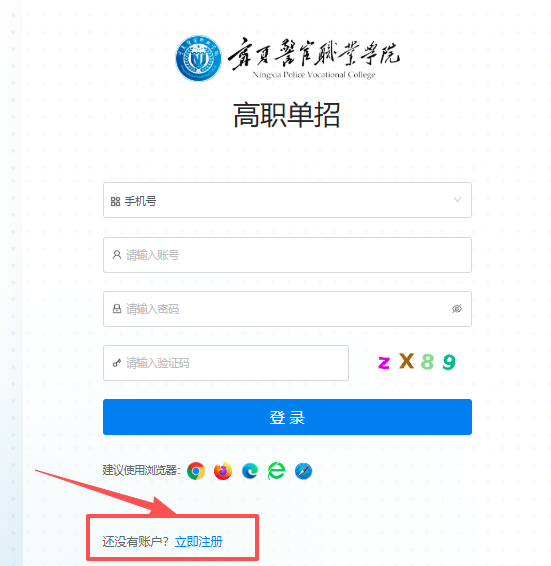 宁夏警官职业学院
Ningxia Police Vocational College
高职单招
手机号
请输入账号
请输入密码
请输入验证码
zX89
登 录
建议使用浏览器:
还没有账户? 立即注册